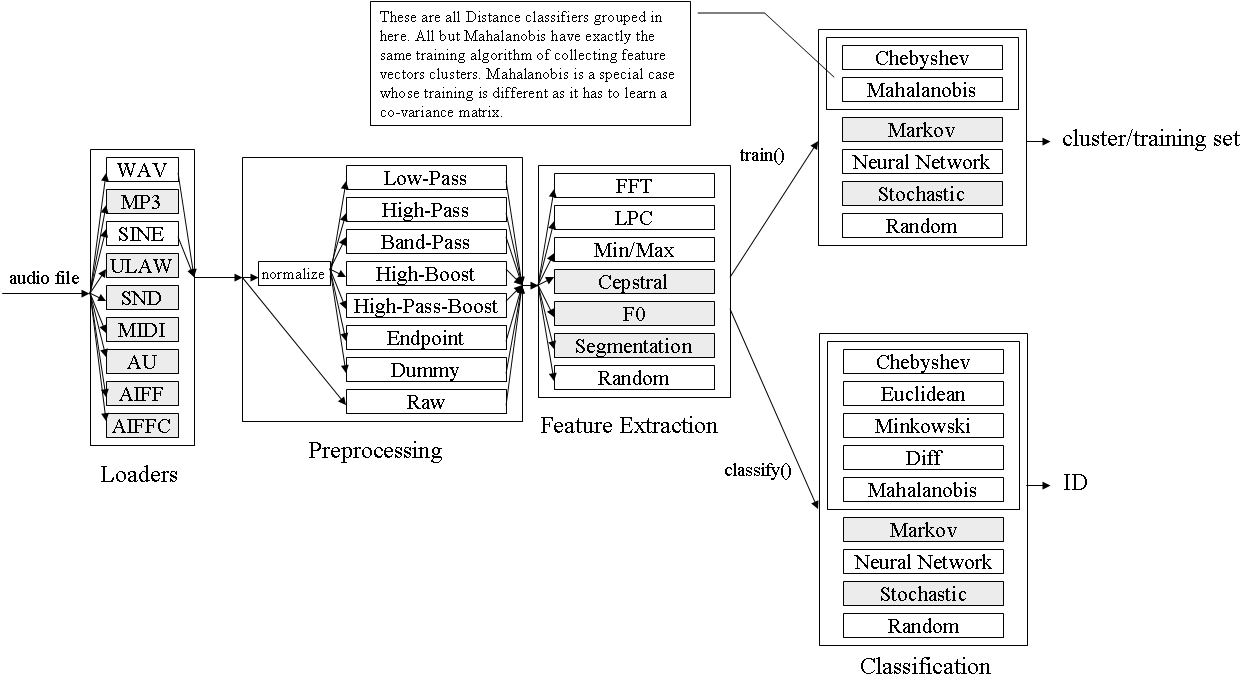 These are all Distance classifiers grouped in
here. All but Mahalanobis have exactly the
same training algorithm of collecting feature
vectors clusters. Mahalanobis is a special case
whose training is different as it has to learn a
co-variance matrix.
audio file
WAV
MP3
SINE
ULAW
SND
MIDI
AU
AIFF
AIFFC
Loaders
normalize
Low-Pass
High-Pass
Band-Pass
High-Boost
High-Pass-Boost
Endpoint
Dummy
Raw
Preprocessing
FFT
LPC
Min/Max
Cepstral
F0
Segmentation
Random
Feature Extraction
train()
Chebyshev
Mahalanobis
Markov
Neural Network
Stochastic
Random
cluster/training set
classify()
Chebyshev
Euclidean
Minkowski
Diff
Mahalanobis
Markov
Neural Network
Stochastic
Random
ID
Classification